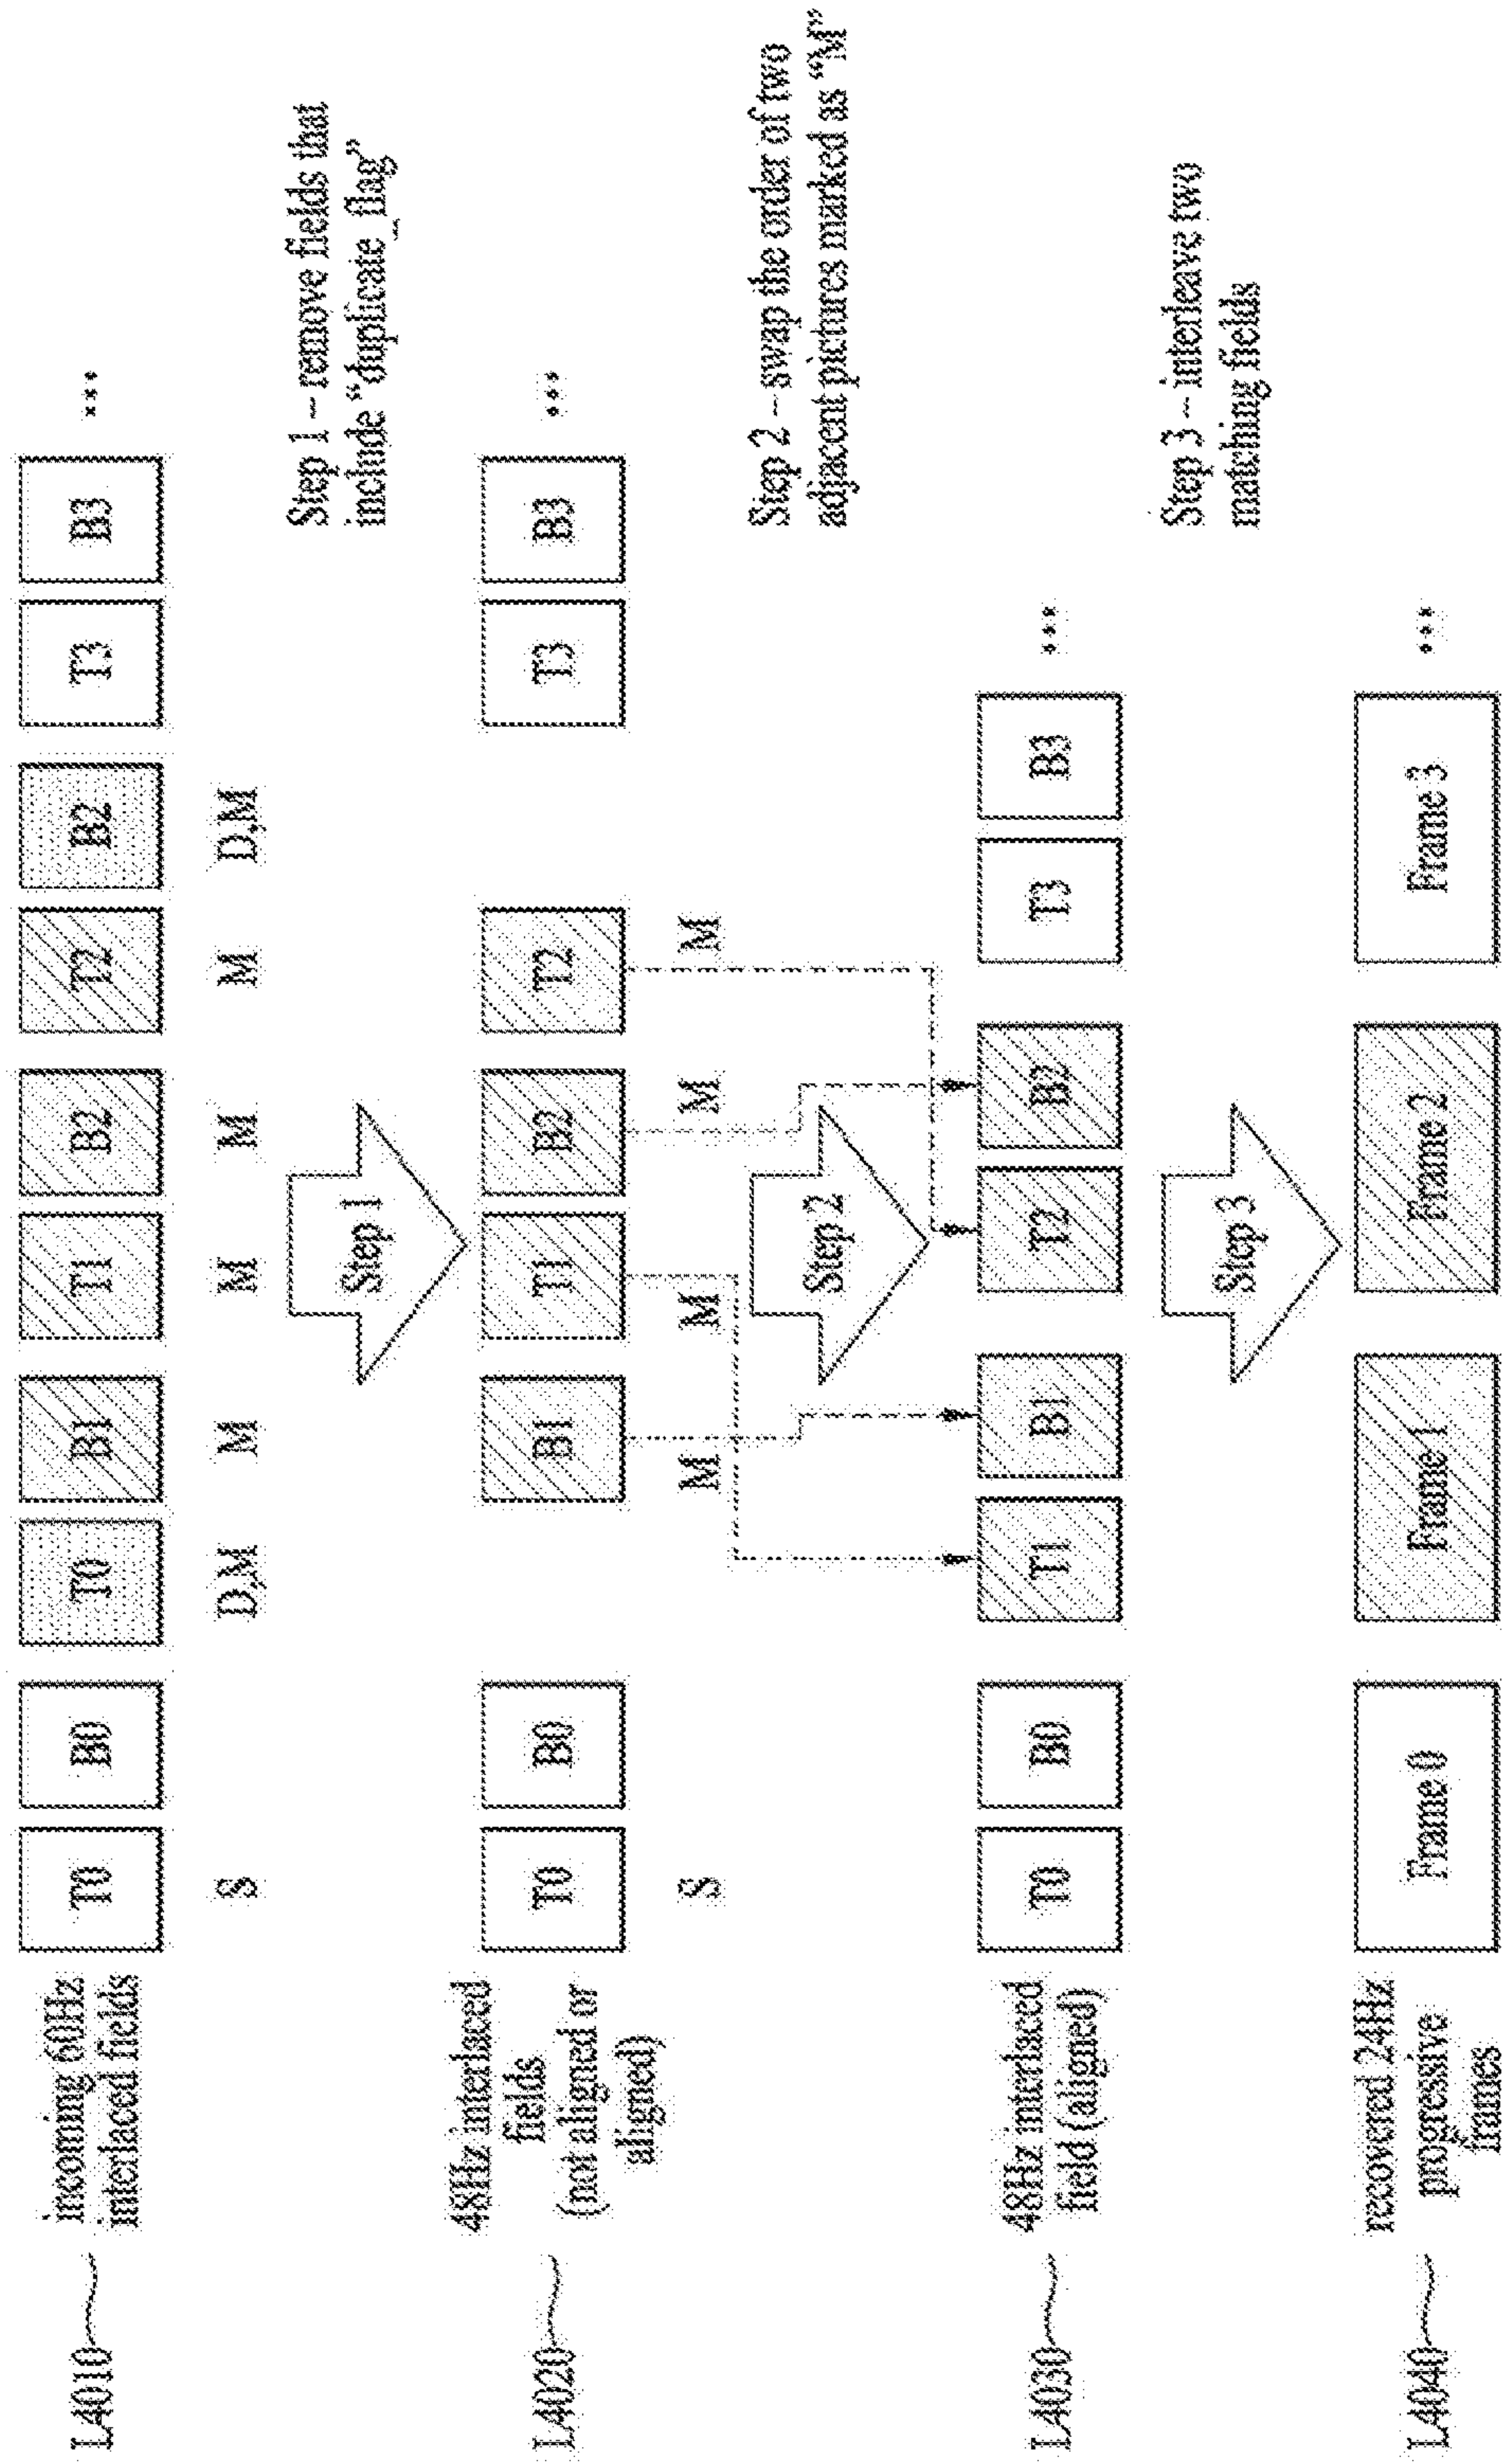 L4010
incoming 60Hz
interlaced fields
T0 B0 T0 B1 T1 B2 T2 B2 T3 B3 ...
S D,M M M M M D,M
Step 1
Step 1 – remove fields that
include “duplicate_flag”
L4020
48Hz interlaced
fields
(not aligned or
aligned)
T0 B0 B1 T1 B2 T2 T3 B3 ...
S M M M M
Step 2
Step 2 – swap the order of two
adjacent pictures marked as “M”
L4030
48Hz interlaced
field (aligned)
T0 B0 T1 B1 T2 B2 T3 B3 ...
Step 3
Step 3 – interleave two
matching fields
L4040
recovered 24Hz
progressive
frames
Frame 0 Frame 1 Frame 2 Frame 3 ...